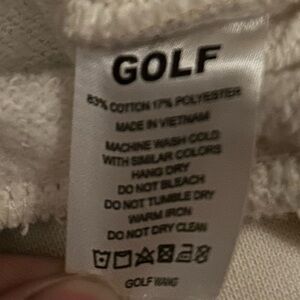 GOLF
83% COTTON 17% POLYESTER
MADE IN VIETNAM
MACHINE WASH COLD
WITH SIMILAR COLORS
HANG DRY
DO NOT BLEACH
DO NOT TUMBLE DRY
WARM IRON
DO NOT DRY CLEAN
GOLF WANG